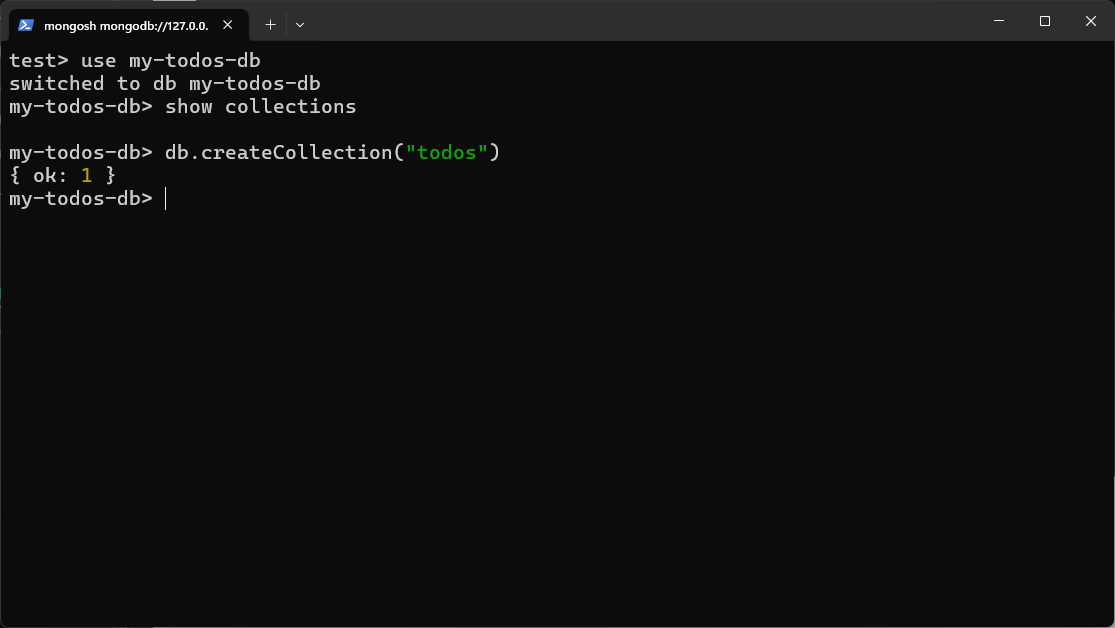 mongosh mongodb://127.0.0.
test> use my-todos-db
switched to db my-todos-db
my-todos-db> show collections
my-todos-db> db.createCollection("todos")
{ ok: 1 }
my-todos-db>